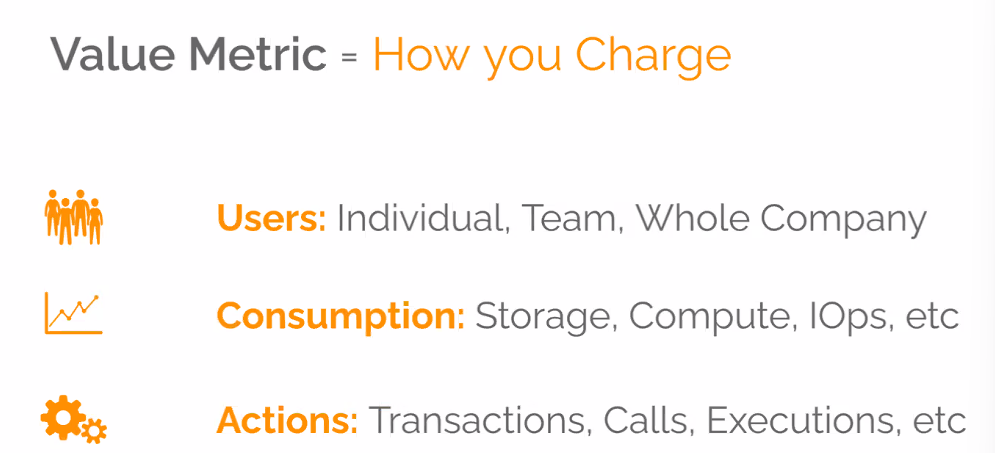 Value Metric = How you Charge
Users: Individual, Team, Whole Company
Consumption: Storage, Compute, IOps, etc
Actions: Transactions, Calls, Executions, etc